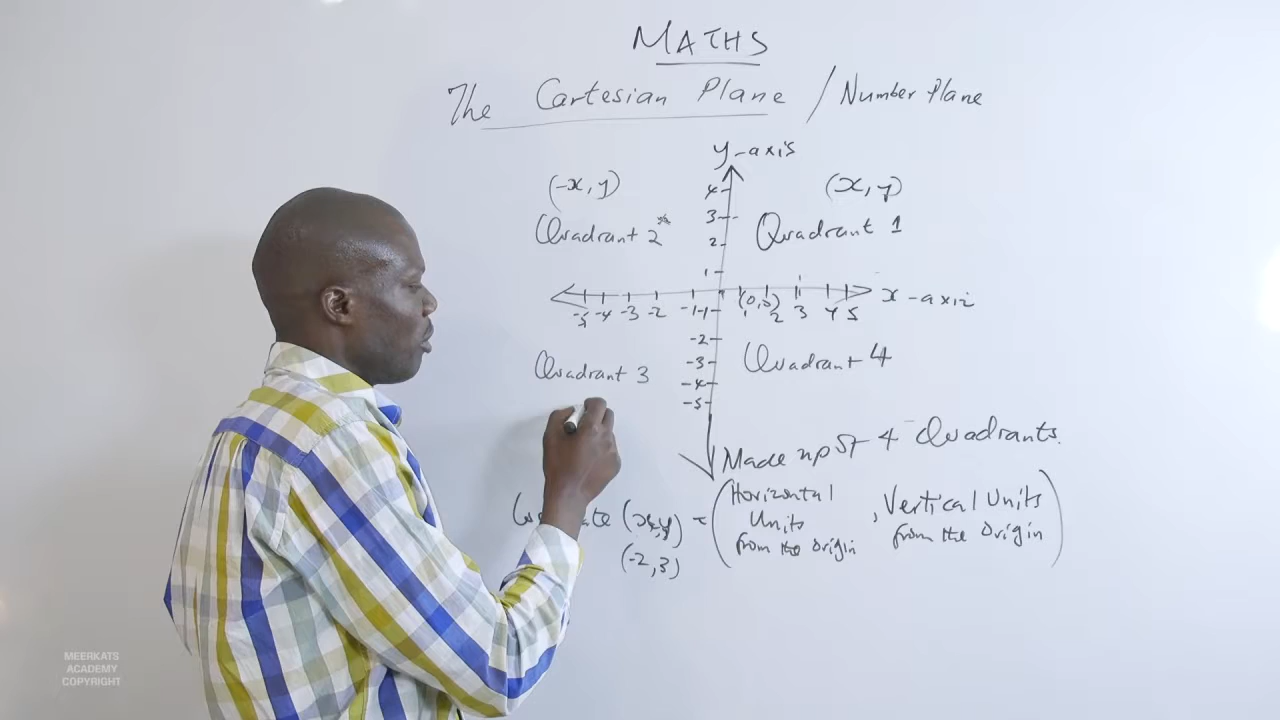 MATHS
The Cartesian Plane / Number Plane
y-axis
(-x, y)
(x, y)
4
3
2
1
Quadrant 2
Quadrant 1
x-axis
-5 -4 -3 -2 -1
(0,0)
1 2 3 4 5
-1
-2
-3
-4
-5
Quadrant 3
Quadrant 4
Made up of 4 Quadrants.
(x,y) = (Horizontal Units from the Origin, Vertical Units from the Origin)
(-2,3)
MEERKATS
ACADEMY
COPYRIGHT